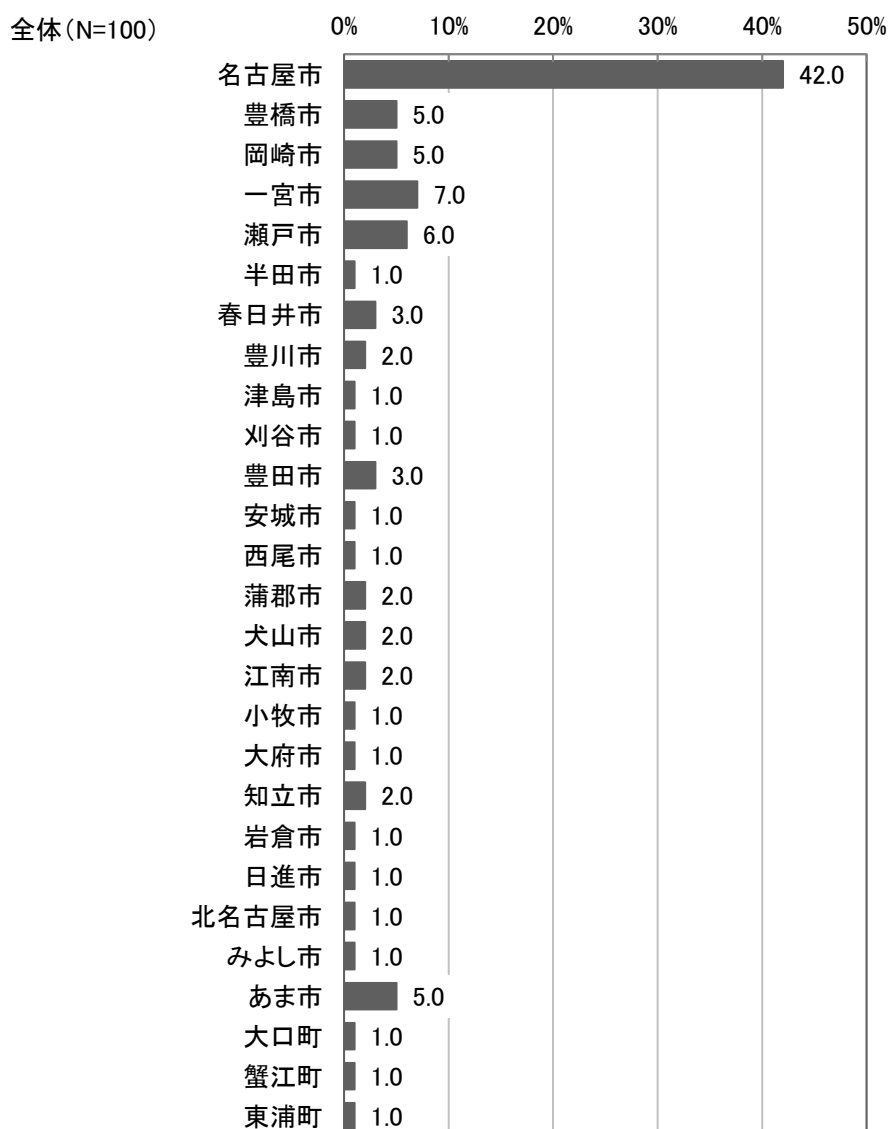 全体(N=100)
0% 10% 20% 30% 40% 50%
名古屋市 42.0
豊橋市 5.0
岡崎市 5.0
一宮市 7.0
瀬戸市 6.0
半田市 1.0
春日井市 3.0
豊川市 2.0
津島市 1.0
刈谷市 1.0
豊田市 3.0
安城市 1.0
西尾市 1.0
蒲郡市 2.0
犬山市 2.0
江南市 2.0
小牧市 1.0
大府市 1.0
知立市 2.0
岩倉市 1.0
日進市 1.0
北名古屋市 1.0
みよし市 1.0
あま市 5.0
大口町 1.0
蟹江町 1.0
東浦町 1.0